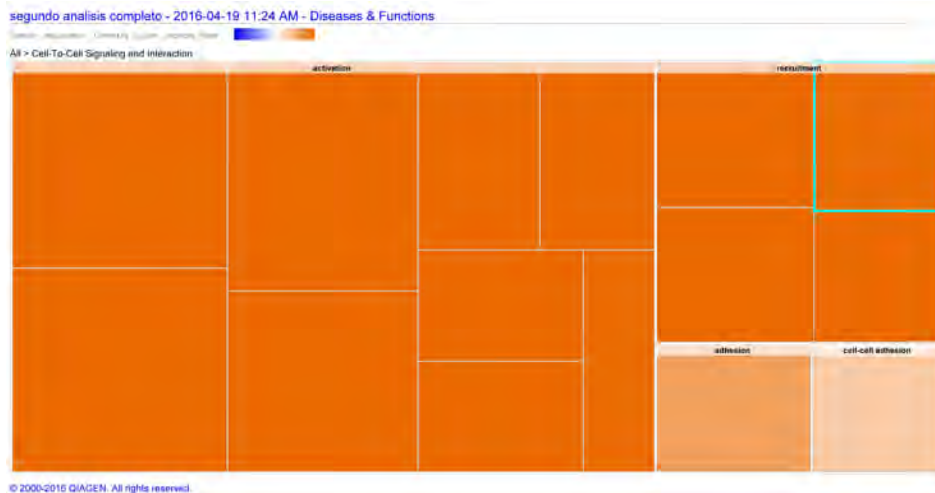 segundo analisis completo - 2016-04-19 11:24 AM - Diseases & Functions
All > Cell-To-Cell Signaling and Interaction
activation
recruitment
adhesion
cell-cell adhesion
© 2000-2016 QIAGEN. All rights reserved.